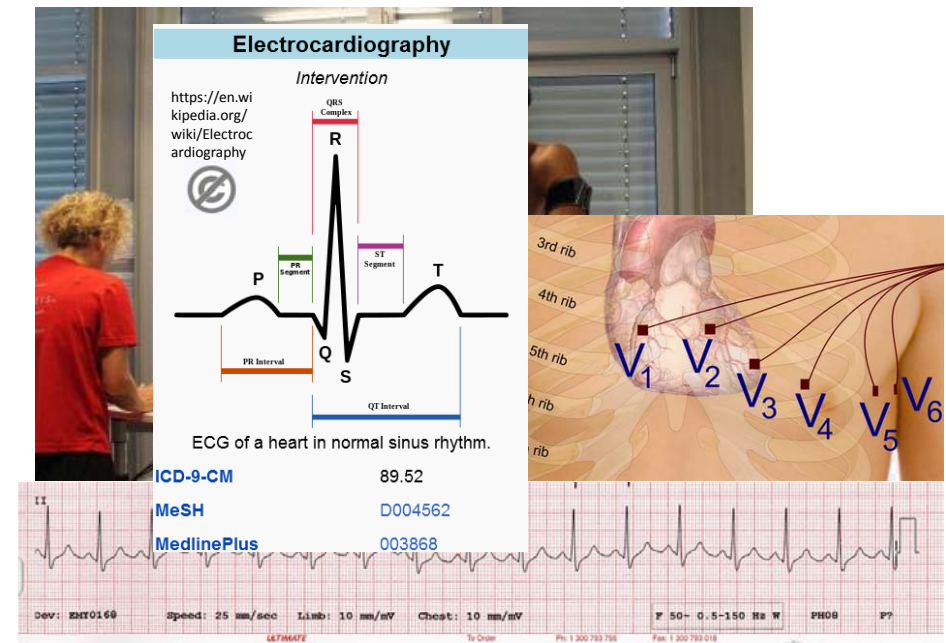 Electrocardiography
Intervention
https://en.wi
kipedia.org/
wiki/Electroc
ardiography
QRS
Complex
R
P
PR
Segment
ST
Segment
T
Q
S
PR Interval
QT Interval
ECG of a heart in normal sinus rhythm.
ICD-9-CM 89.52
MeSH D004562
MedlinePlus 003868
3rd rib
4th rib
5th rib
h rib
rib
V1
V2
V3
V4
V5
V6
II
Dev: EMY0168 Speed: 25 mm/sec Limb: 10 mm/mV Chest: 10 mm/mV F 50- 0.5-150 Hz W PH08 P?
ULTIMATE To Order